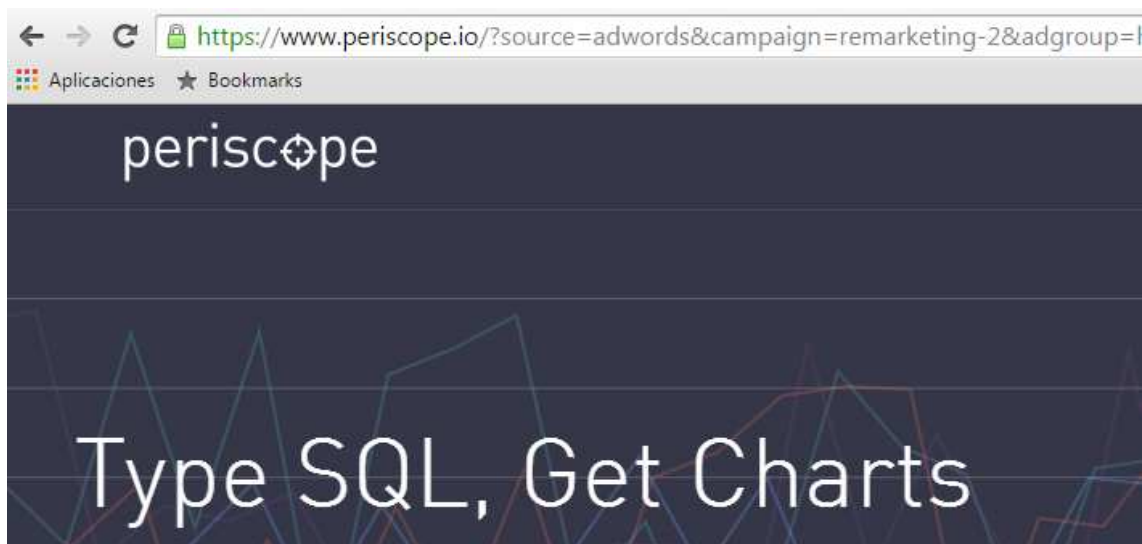 https://www.periscope.io/?source=adwords&campaign=remarketing-2&adgroup=
Aplicaciones Bookmarks
periscope
Type SQL, Get Charts